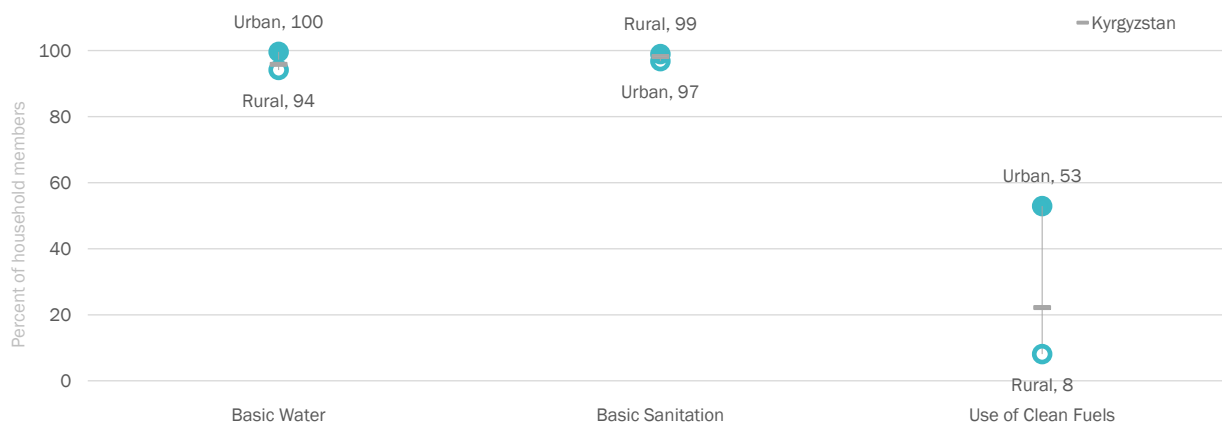 Urban, 100
Rural, 99
Kyrgyzstan
100
Rural, 94
Urban, 97
80
Urban, 53
60
40
20
0
Rural, 8
Percent of household members
Basic Water
Basic Sanitation
Use of Clean Fuels